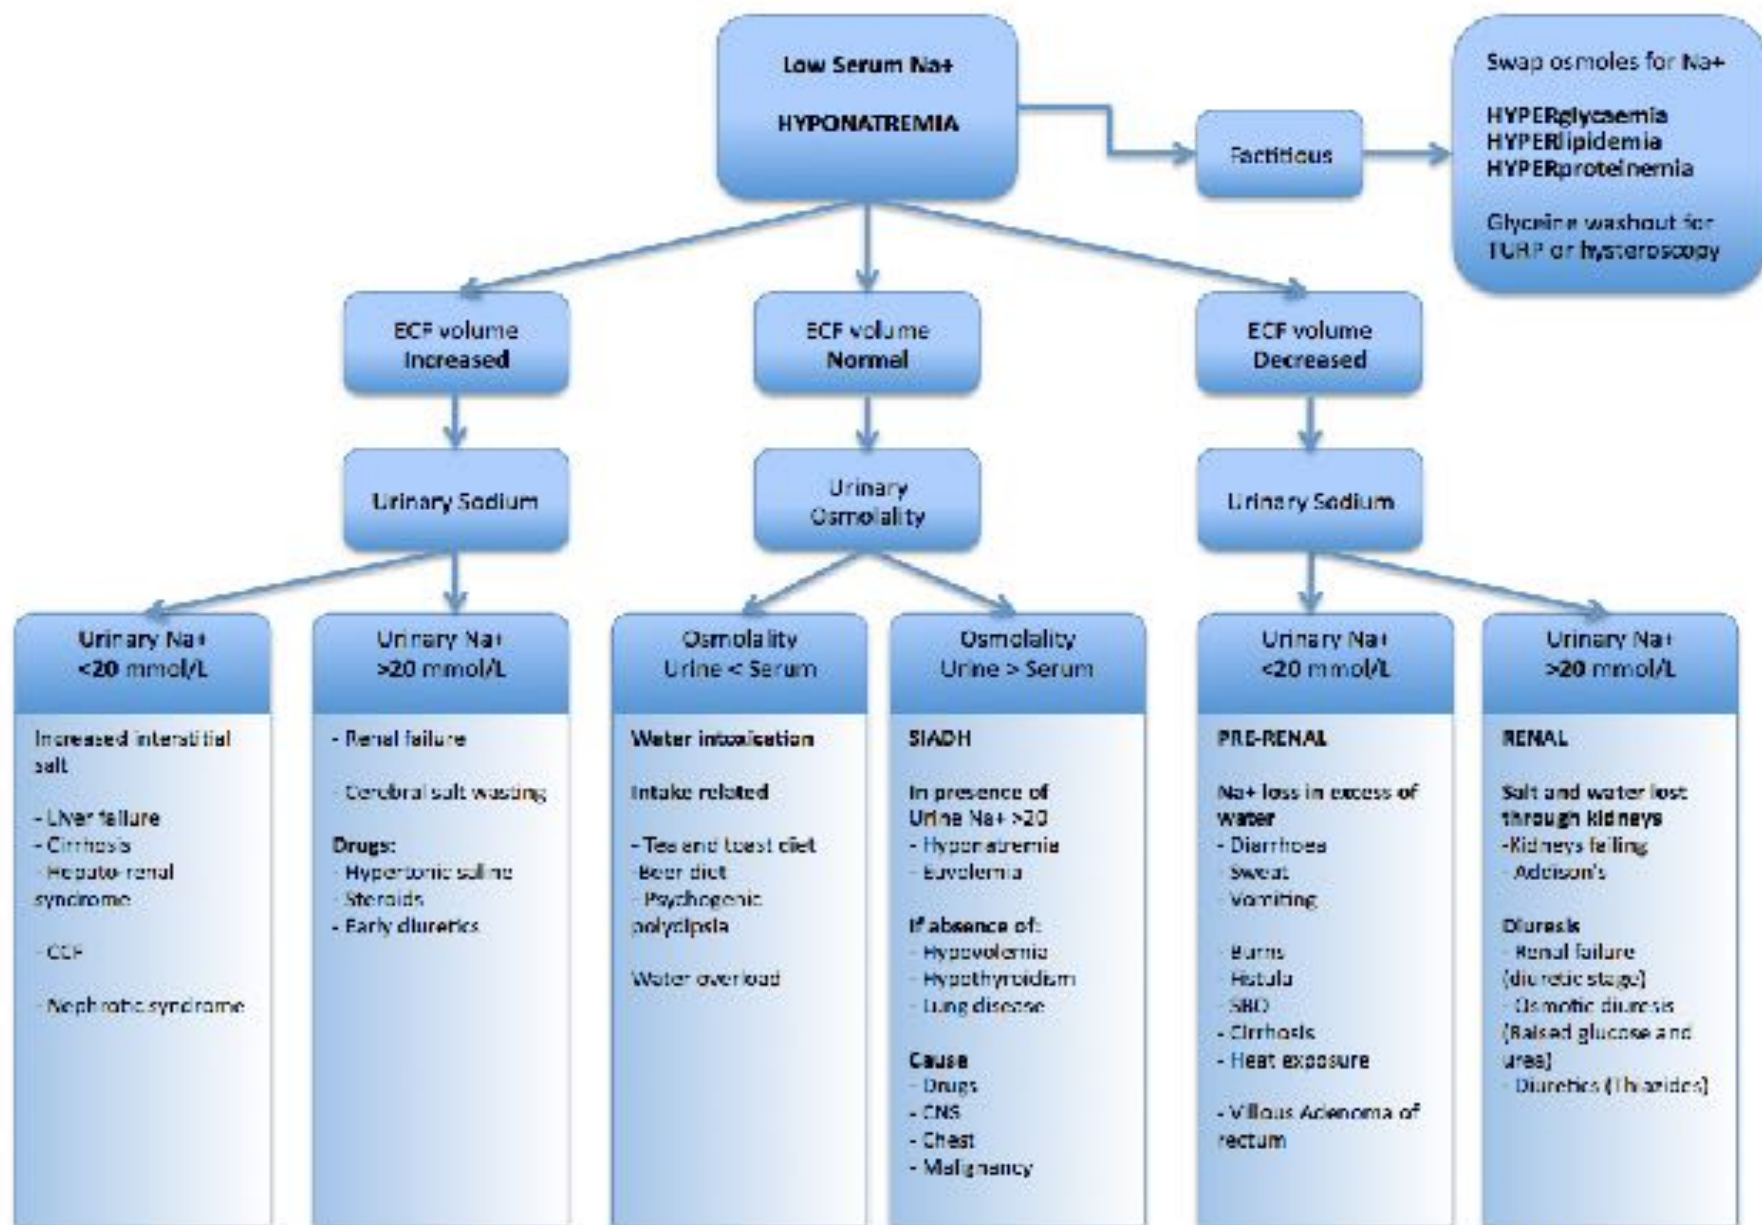 Low Serum Na+
HYPONATREMIA
Factitious
Swap osmoles for Na+
HYPERglycaemia
HYPERlipidemia
HYPERproteinemia
Glyceine washout for
TURP or hysteroscopy
ECF volume
Increased
ECF volume
Normal
ECF volume
Decreased
Urinary Sodium
Urinary
Osmolality
Urinary Sodium
Urinary Na+
<20 mmol/L
Increased interstitial
salt
- Liver failure
- Cirrhosis
- Hepato-renal
syndrome
- CCF
- Nephrotic syndrome
Urinary Na+
>20 mmol/L
- Renal failure
- Cerebral salt wasting
Drugs:
- Hypertonic saline
- Steroids
- Early diuretics
Osmolality
Urine < Serum
Water intoxication
Intake related
- Tea and toast diet
-Beer diet
- Psychogenic
polydipsia
Water overload
Osmolality
Urine > Serum
SIADH
In presence of
Urine Na+ >20
- Hyponatremia
- Euvolemia
If absence of:
- Hypovolemia
- Hypothyroidism
- Lung disease
Cause
- Drugs
- CNS
- Chest
- Malignancy
Urinary Na+
<20 mmol/L
PRE-RENAL
Na+ loss in excess of
water
- Diarrhoea
- Sweat
- Vomiting
- Burns
- Fistula
- SBO
- Cirrhosis
- Heat exposure
- Villous Adenoma of
rectum
Urinary Na+
>20 mmol/L
RENAL
Salt and water lost
through kidneys
-Kidneys failing
- Addison's
Diuresis
- Renal failure
(diuretic stage)
- Osmotic diuresis
(Raised glucose and
urea)
- Diuretics (Thiazides)